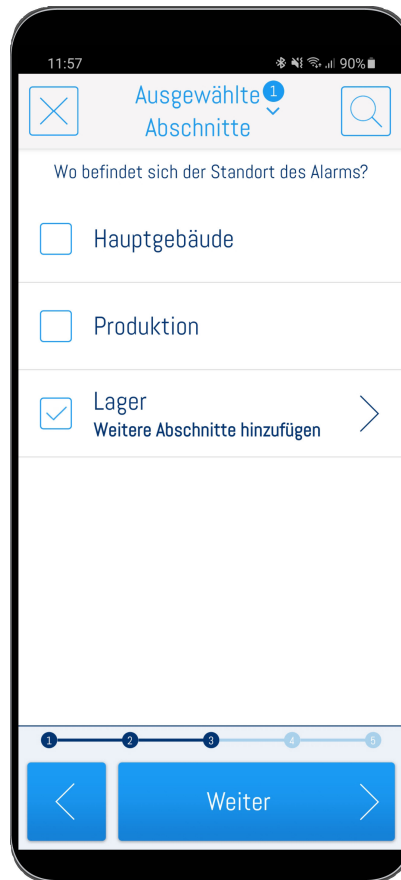 11:57 90%
Ausgewählte 1
Abschnitte
Wo befindet sich der Standort des Alarms?
Hauptgebäude
Produktion
Lager
Weitere Abschnitte hinzufügen
1 2 3 4 5
Weiter